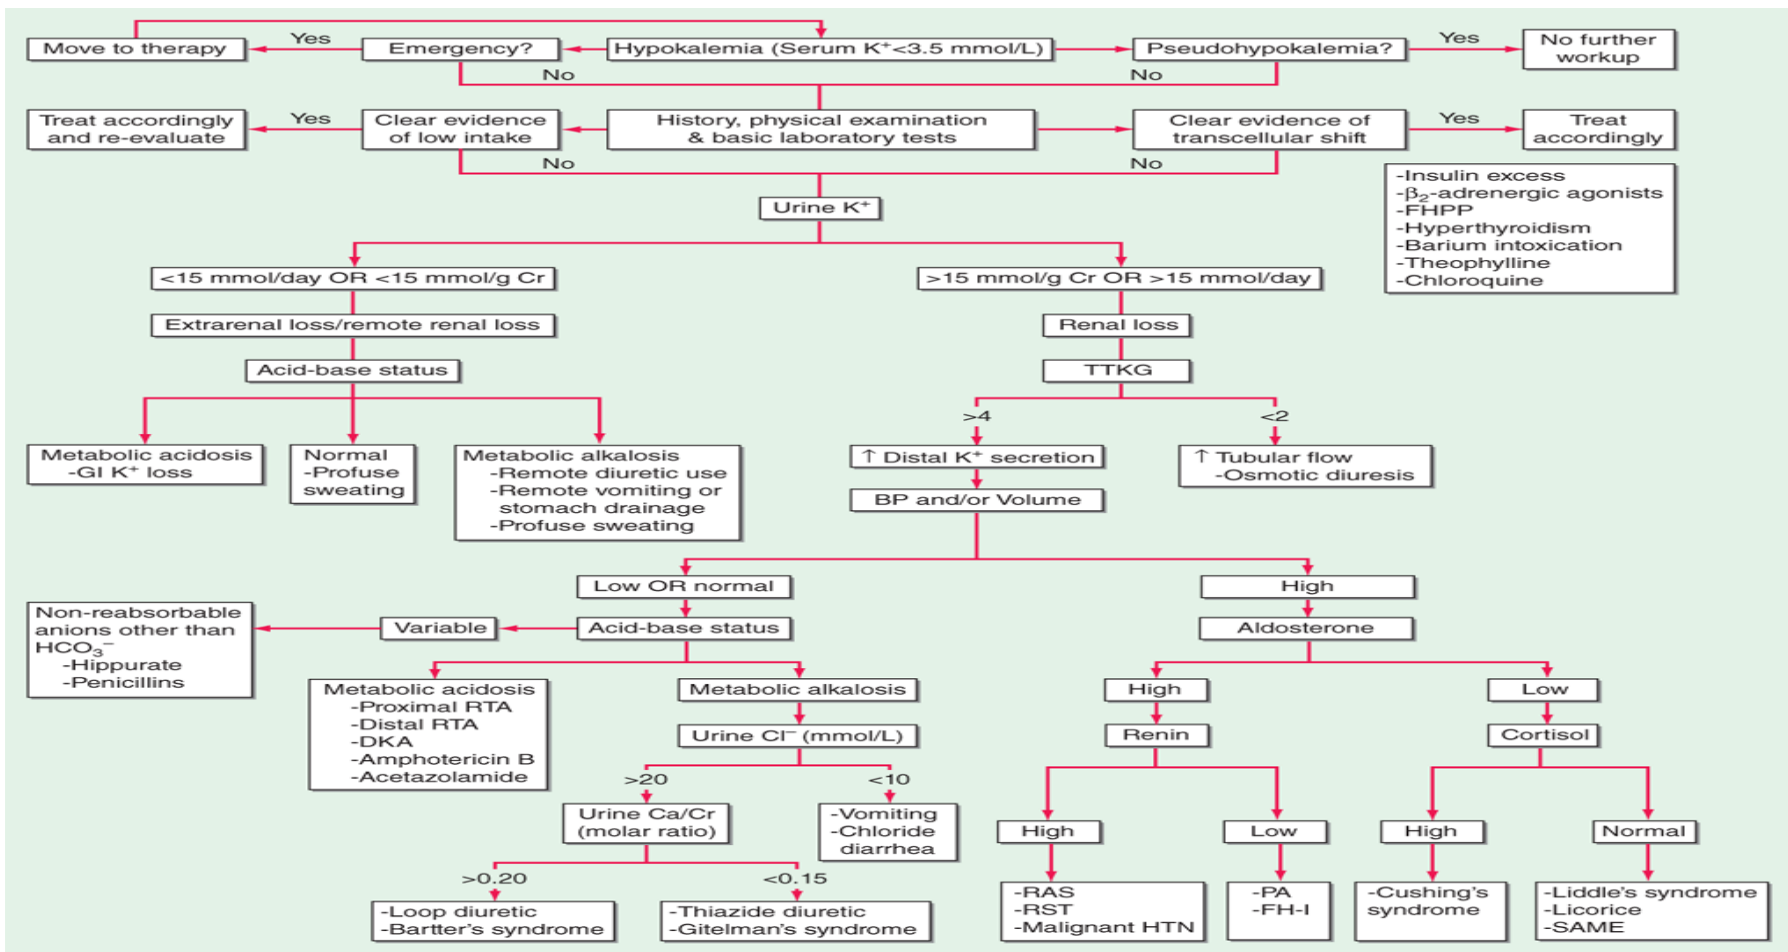 Move to therapy
Yes
Emergency?
Hypokalemia (Serum K⁺<3.5 mmol/L)
Pseudohypokalemia?
Yes
No further
workup
No
No
Treat accordingly
and re-evaluate
Yes
Clear evidence
of low intake
History, physical examination
& basic laboratory tests
Clear evidence of
transcellular shift
Yes
Treat
accordingly
No
No
-Insulin excess
-β₂-adrenergic agonists
-FHPP
-Hyperthyroidism
-Barium intoxication
-Theophylline
-Chloroquine
Urine K⁺
<15 mmol/day OR <15 mmol/g Cr
>15 mmol/g Cr OR >15 mmol/day
Extrarenal loss/remote renal loss
Renal loss
Acid-base status
TTKG
>4
<2
Metabolic acidosis
-GI K⁺ loss
Normal
-Profuse
sweating
Metabolic alkalosis
-Remote diuretic use
-Remote vomiting or
stomach drainage
-Profuse sweating
↑ Distal K⁺ secretion
↑ Tubular flow
-Osmotic diuresis
BP and/or Volume
Low OR normal
High
Non-reabsorbable
anions other than
HCO₃⁻
-Hippurate
-Penicillins
Variable
Acid-base status
Aldosterone
Metabolic acidosis
-Proximal RTA
-Distal RTA
-DKA
-Amphotericin B
-Acetazolamide
Metabolic alkalosis
High
Low
Urine Cl⁻ (mmol/L)
Renin
Cortisol
>20
<10
Urine Ca/Cr
(molar ratio)
-Vomiting
-Chloride
diarrhea
High
Low
High
Normal
>0.20
<0.15
-Loop diuretic
-Bartter's syndrome
-Thiazide diuretic
-Gitelman's syndrome
-RAS
-RST
-Malignant HTN
-PA
-FH-I
-Cushing's
syndrome
-Liddle's syndrome
-Licorice
-SAME